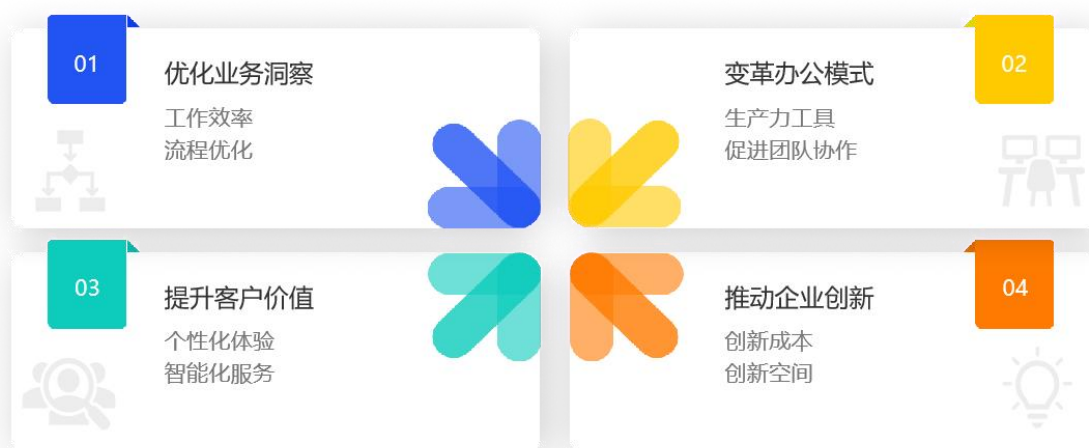 01
优化业务洞察
工作效率
流程优化
02
变革办公模式
生产力工具
促进团队协作
03
提升客户价值
个性化体验
智能化服务
04
推动企业创新
创新成本
创新空间